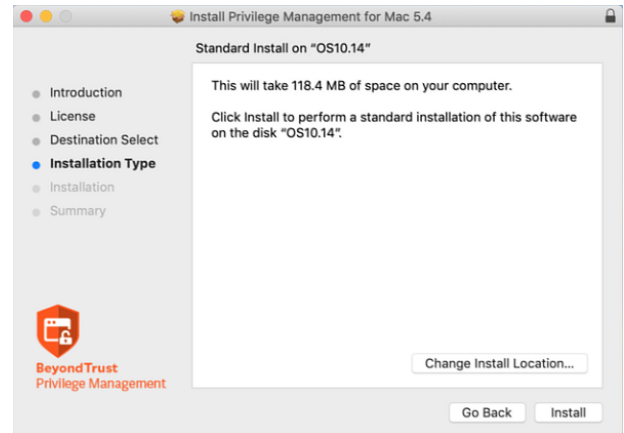 Install Privilege Management for Mac 5.4
Standard Install on “OS10.14”
Introduction
License
Destination Select
Installation Type
Installation
Summary
This will take 118.4 MB of space on your computer.
Click Install to perform a standard installation of this software
on the disk “OS10.14”.
BeyondTrust
Privilege Management
Change Install Location...
Go Back
Install